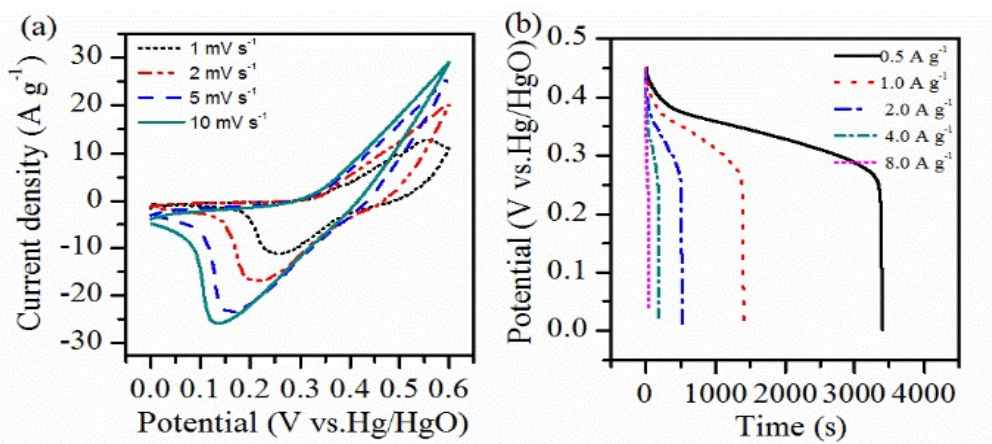 (a)
1 mV s⁻¹
2 mV s⁻¹
5 mV s⁻¹
10 mV s⁻¹
Current density (A g⁻¹)
30
20
10
0
-10
-20
-30
0.0 0.1 0.2 0.3 0.4 0.5 0.6
Potential (V vs.Hg/HgO)
(b)
0.5 A g⁻¹
1.0 A g⁻¹
2.0 A g⁻¹
4.0 A g⁻¹
8.0 A g⁻¹
Potential (V vs.Hg/HgO)
0.5
0.4
0.3
0.2
0.1
0.0
0 1000 2000 3000 4000
Time (s)